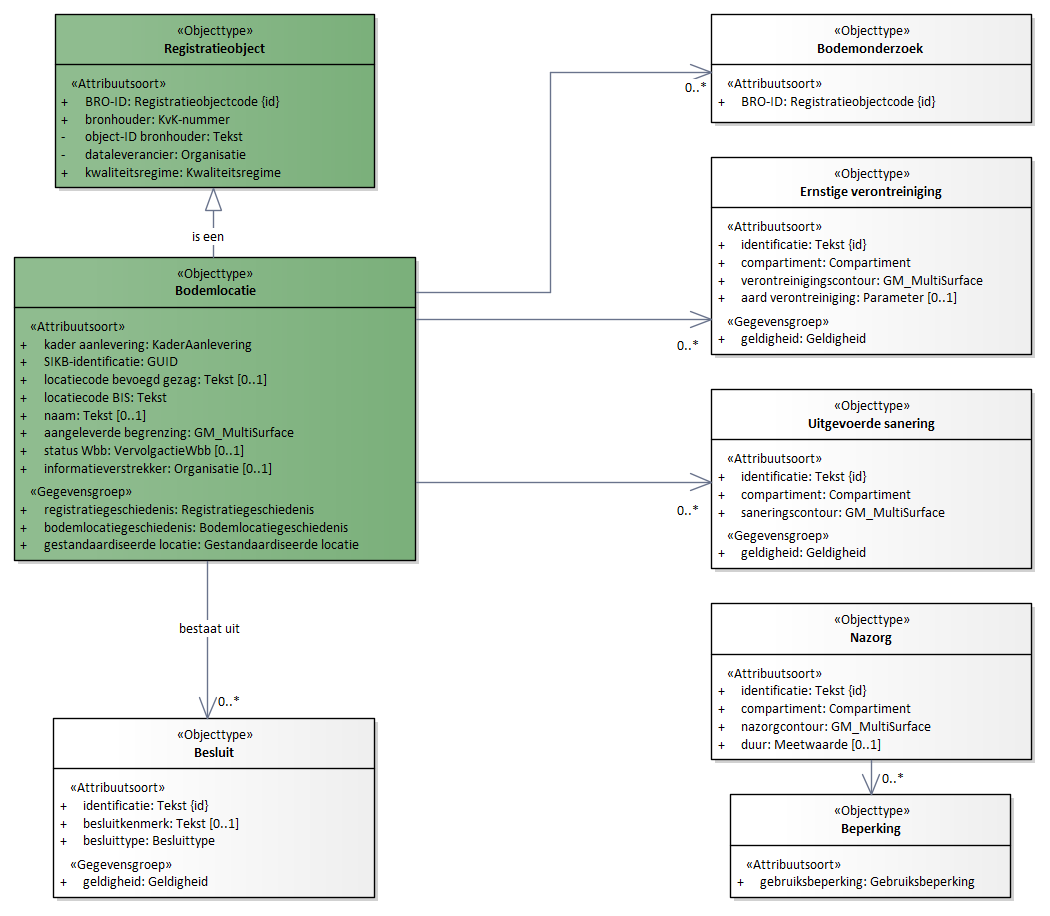 «Objecttype»
Registratieobject
«Attribuutsoort»
+ BRO-ID: Registratieobjectcode {id}
+ bronhouder: KvK-nummer
- object-ID bronhouder: Tekst
- dataleverancier: Organisatie
+ kwaliteitsregime: Kwaliteitsregime
is een
«Objecttype»
Bodemlocatie
«Attribuutsoort»
+ kader aanlevering: KaderAanlevering
+ SIKB-identificatie: GUID
+ locatiecode bevoegd gezag: Tekst [0..1]
+ locatiecode BIS: Tekst
+ naam: Tekst [0..1]
+ aangeleverde begrenzing: GM_MultiSurface
+ status Wbb: VervolgactieWbb [0..1]
+ informatieverstrekker: Organisatie [0..1]
«Gegevensgroep»
+ registratiegeschiedenis: Registratiegeschiedenis
+ bodemlocatiegeschiedenis: Bodemlocatiegeschiedenis
+ gestandaardiseerde locatie: Gestandaardiseerde locatie
bestaat uit
0..*
«Objecttype»
Besluit
«Attribuutsoort»
+ identificatie: Tekst {id}
+ besluitkenmerk: Tekst [0..1]
+ besluittype: Besluittype
«Gegevensgroep»
+ geldigheid: Geldigheid
«Objecttype»
Bodemonderzoek
«Attribuutsoort»
+ BRO-ID: Registratieobjectcode {id}
0..*
«Objecttype»
Ernstige verontreiniging
«Attribuutsoort»
+ identificatie: Tekst {id}
+ compartiment: Compartiment
+ verontreinigingscontour: GM_MultiSurface
+ aard verontreiniging: Parameter [0..1]
«Gegevensgroep»
+ geldigheid: Geldigheid
0..*
«Objecttype»
Uitgevoerde sanering
«Attribuutsoort»
+ identificatie: Tekst {id}
+ compartiment: Compartiment
+ saneringscontour: GM_MultiSurface
«Gegevensgroep»
+ geldigheid: Geldigheid
0..*
«Objecttype»
Nazorg
«Attribuutsoort»
+ identificatie: Tekst {id}
+ compartiment: Compartiment
+ nazorgcontour: GM_MultiSurface
+ duur: Meetwaarde [0..1]
0..*
«Objecttype»
Beperking
«Attribuutsoort»
+ gebruiksbeperking: Gebruiksbeperking